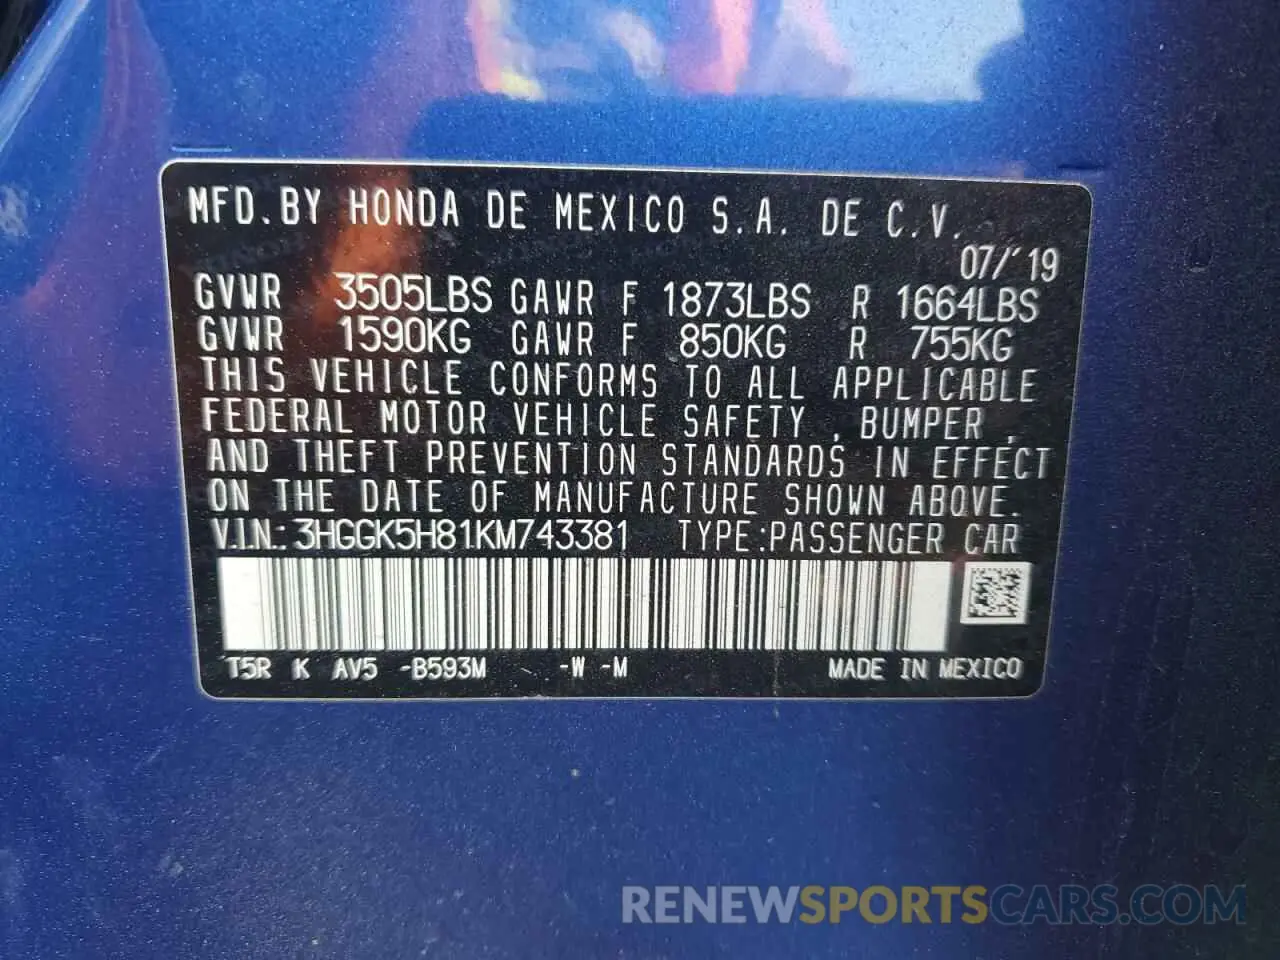 MFD.BY HONDA DE MEXICO S.A. DE C.V.
07/'19
GVWR 3505LBS GAWR F 1873LBS R 1664LBS
GVWR 1590KG GAWR F 850KG R 755KG
THIS VEHICLE CONFORMS TO ALL APPLICABLE
FEDERAL MOTOR VEHICLE SAFETY , BUMPER ,
AND THEFT PREVENTION STANDARDS IN EFFECT
ON THE DATE OF MANUFACTURE SHOWN ABOVE.
V.I.N.: 3HGGK5H81KM743381 TYPE:PASSENGER CAR
T5R K AV5 -B593M -W -M MADE IN MEXICO
RENEWSPORTSCARS.COM